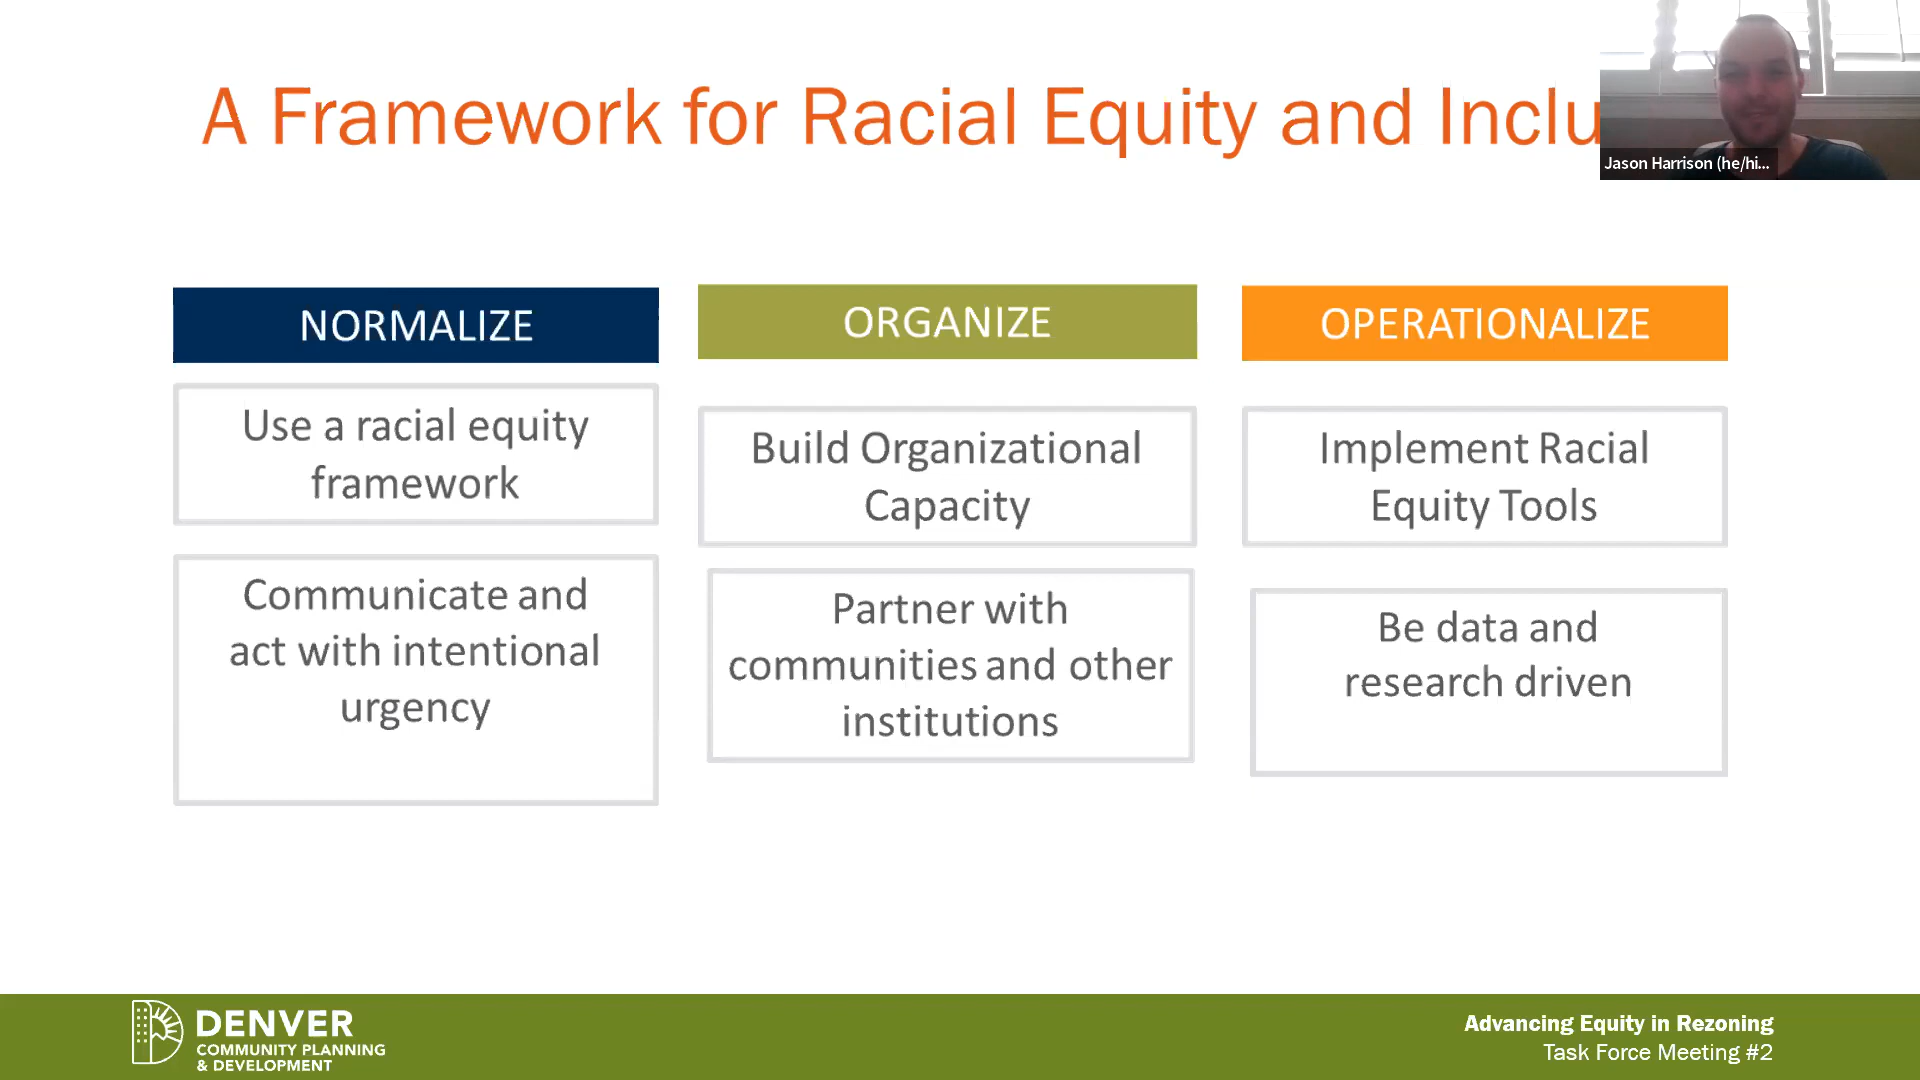 A Framework for Racial Equity and Inclu
Jason Harrison (he/hi...
NORMALIZE
Use a racial equity
framework
Communicate and
act with intentional
urgency
ORGANIZE
Build Organizational
Capacity
Partner with
communities and other
institutions
OPERATIONALIZE
Implement Racial
Equity Tools
Be data and
research driven
DENVER
COMMUNITY PLANNING
& DEVELOPMENT
Advancing Equity in Rezoning
Task Force Meeting #2